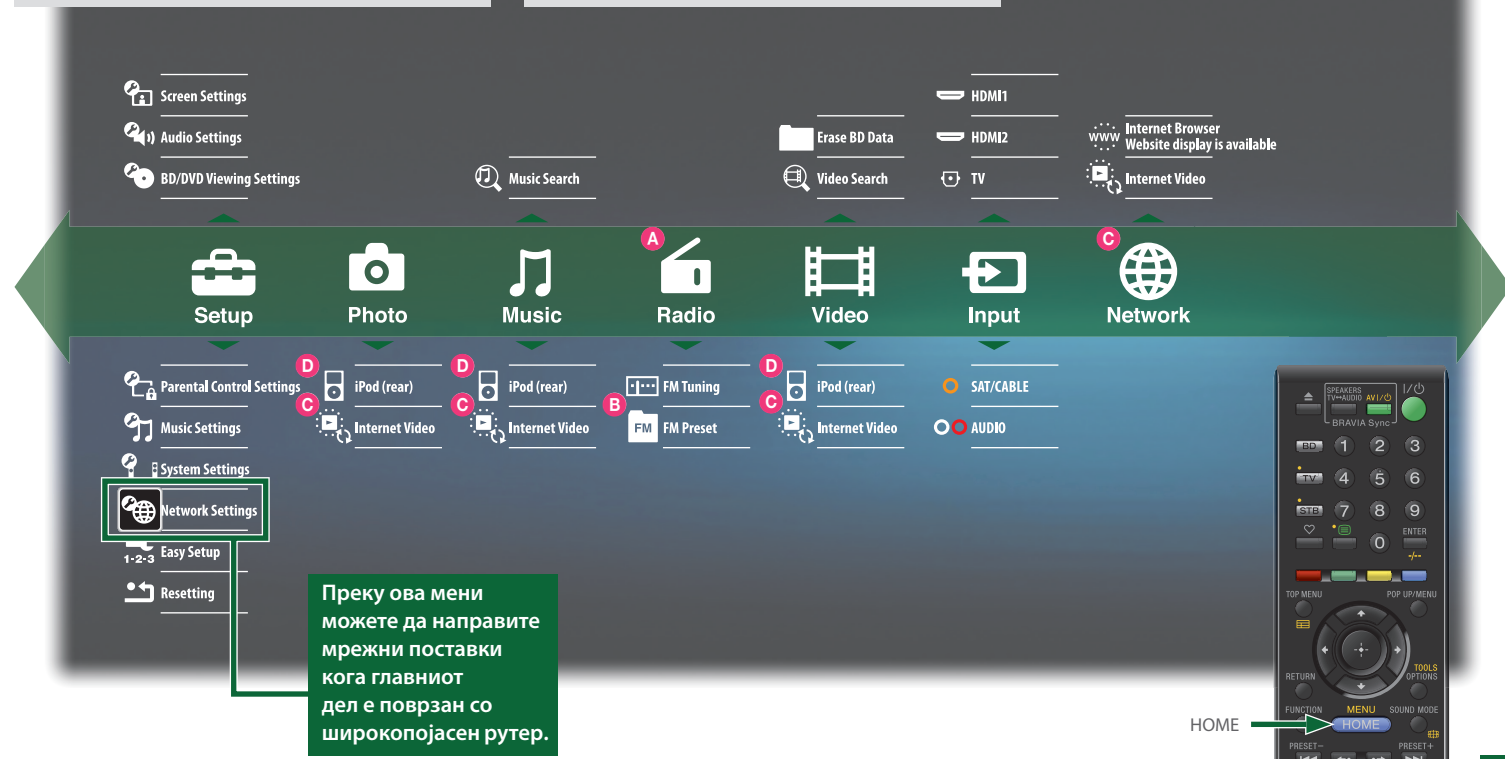 Screen Settings
Audio Settings
BD/DVD Viewing Settings
Music Search
Erase BD Data
Video Search
HDMI1
HDMI2
TV
www
Internet Browser
Website display is available
Internet Video
A
C
Setup
Photo
Music
Radio
Video
Input
Network
Parental Control Settings
Music Settings
System Settings
Network Settings
1-2-3
Easy Setup
Resetting
D
iPod (rear)
C
Internet Video
D
iPod (rear)
C
Internet Video
FM Tuning
B
FM
FM Preset
D
iPod (rear)
C
Internet Video
SAT/CABLE
AUDIO
Преку ова мени
можете да направите
мрежни поставки
кога главниот
дел е поврзан со
широкопојасен рутер.
SPEAKERS
TV↔AUDIO AV I/⏻
I/⏻
BRAVIA Sync
BD 1 2 3
TV 4 5 6
STB 7 8 9
0
ENTER
-/--
TOP MENU
POP UP/MENU
TOOLS
RETURN
OPTIONS
FUNCTION
MENU
SOUND MODE
HOME
HOME
PRESET–
PRESET+